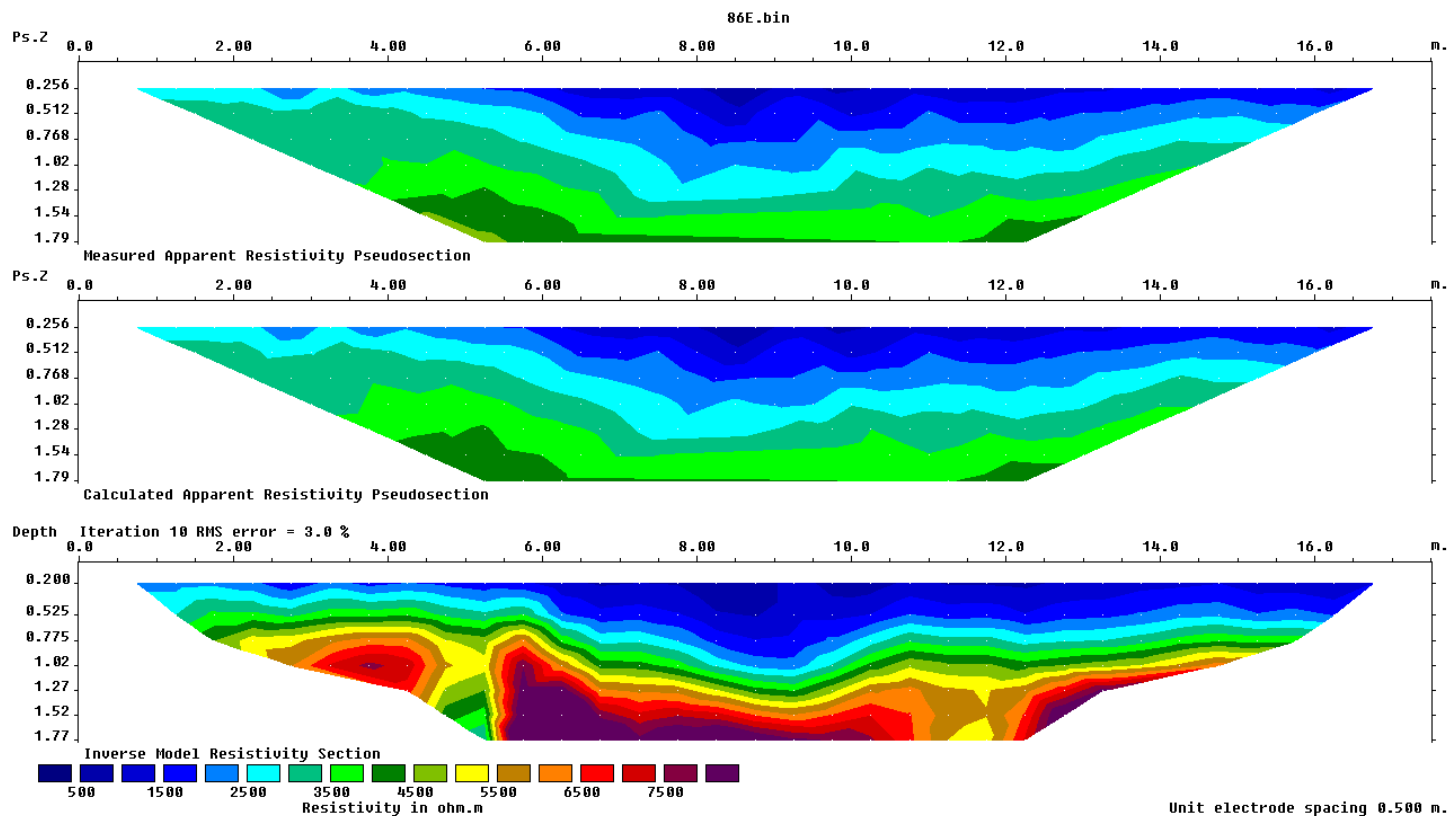 86E.bin
Ps.Z
0.0 2.00 4.00 6.00 8.00 10.0 12.0 14.0 16.0 m.
0.256
0.512
0.768
1.02
1.28
1.54
1.79
Measured Apparent Resistivity Pseudosection
Ps.Z
0.0 2.00 4.00 6.00 8.00 10.0 12.0 14.0 16.0 m.
0.256
0.512
0.768
1.02
1.28
1.54
1.79
Calculated Apparent Resistivity Pseudosection
Depth Iteration 10 RMS error = 3.0 %
0.0 2.00 4.00 6.00 8.00 10.0 12.0 14.0 16.0 m.
0.200
0.525
0.775
1.02
1.27
1.52
1.77
Inverse Model Resistivity Section
500 1500 2500 3500 4500 5500 6500 7500
Resistivity in ohm.m
Unit electrode spacing 0.500 m.